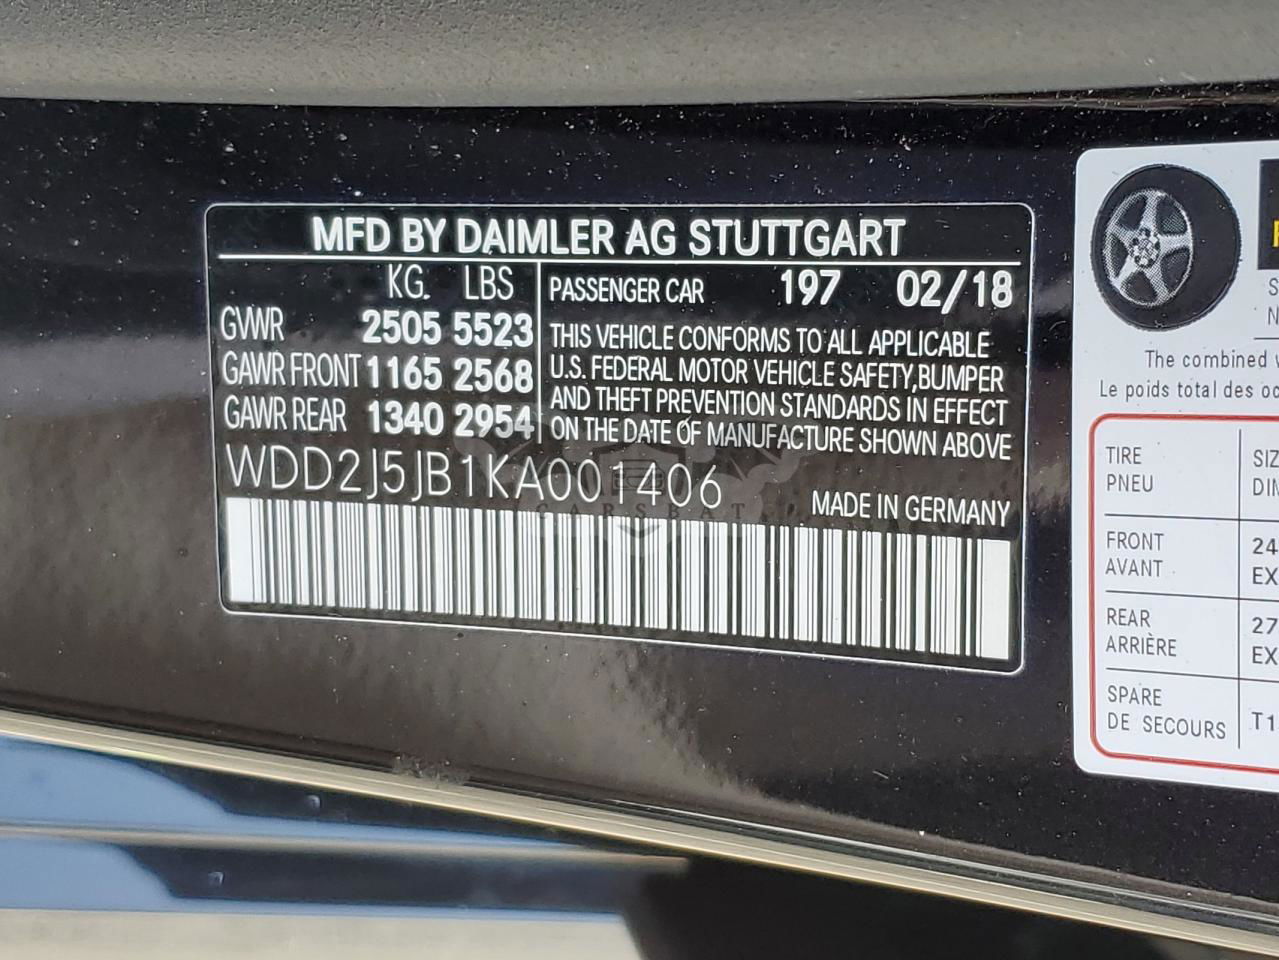 MFD BY DAIMLER AG STUTTGART
KG. LBS
GVWR 2505 5523
GAWR FRONT 1165 2568
GAWR REAR 1340 2954
PASSENGER CAR 197 02/18
THIS VEHICLE CONFORMS TO ALL APPLICABLE
U.S. FEDERAL MOTOR VEHICLE SAFETY,BUMPER
AND THEFT PREVENTION STANDARDS IN EFFECT
ON THE DATE OF MANUFACTURE SHOWN ABOVE
WDD2J5JB1KA001406
MADE IN GERMANY
CARSBAT
The combined
Le poids total des
TIRE
PNEU
FRONT
AVANT
REAR
ARRIÈRE
SPARE
DE SECOURS